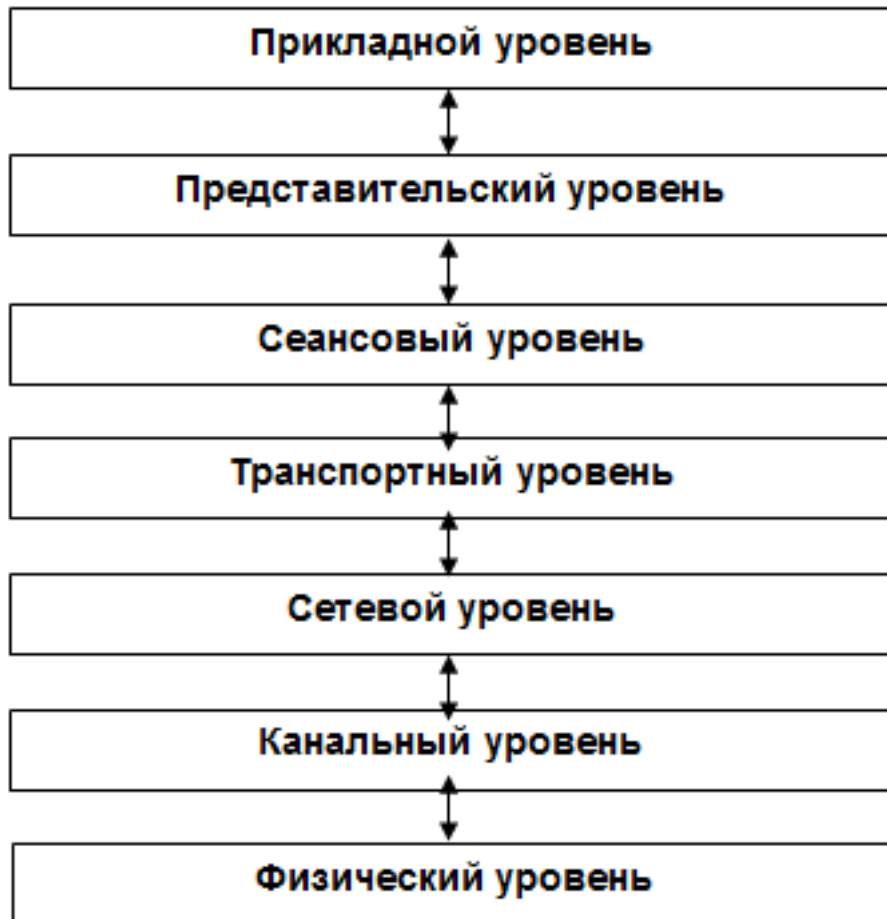 Прикладной уровень
Представительский уровень
Сеансовый уровень
Транспортный уровень
Сетевой уровень
Канальный уровень
Физический уровень